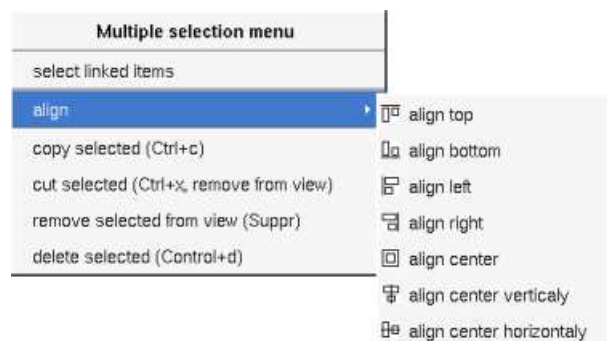 Multiple selection menu
select linked items
align
copy selected (Ctrl+c)
cut selected (Ctrl+x, remove from view)
remove selected from view (Suppr)
delete selected (Control+d)
align top
align bottom
align left
align right
align center
align center verticaly
align center horizontaly